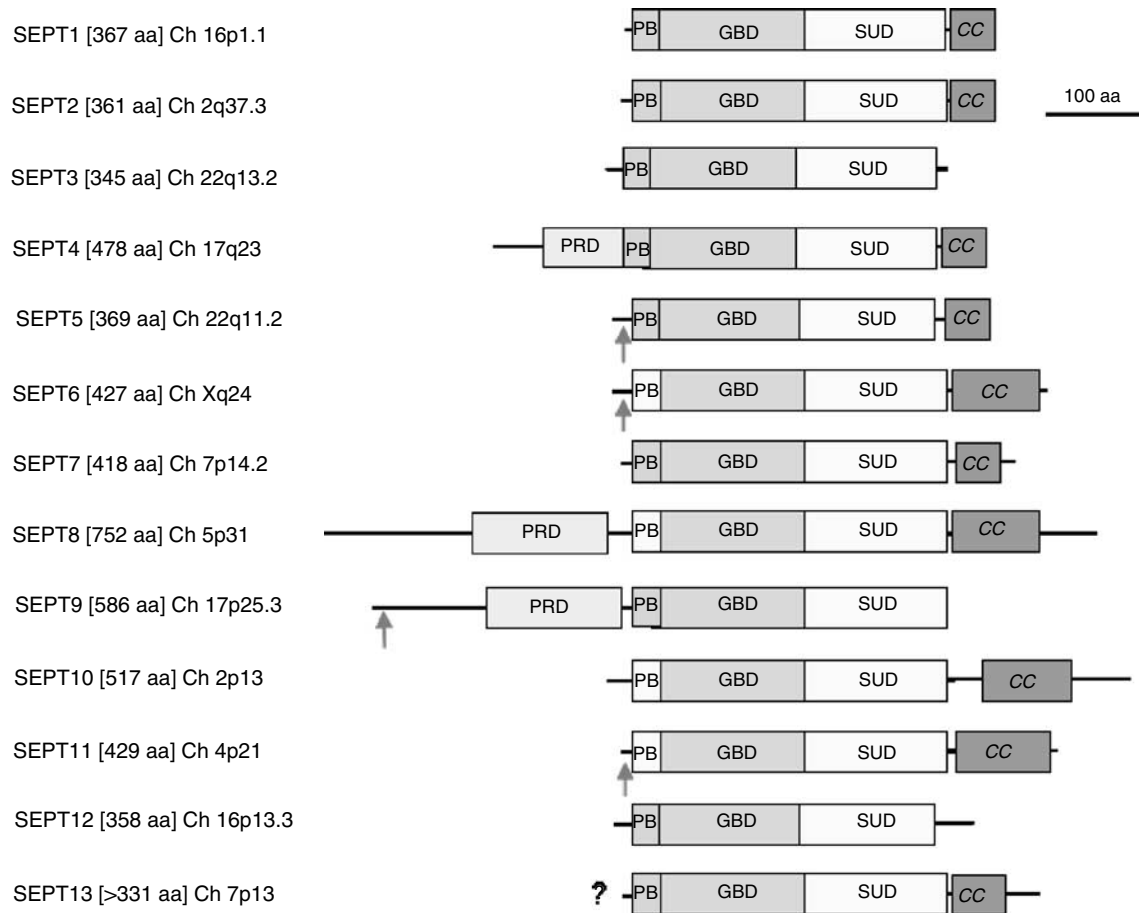 SEPT1 [367 aa] Ch 16p1.1 PB GBD SUD CC
SEPT2 [361 aa] Ch 2q37.3 PB GBD SUD CC
100 aa
SEPT3 [345 aa] Ch 22q13.2 PB GBD SUD
SEPT4 [478 aa] Ch 17q23 PRD PB GBD SUD CC
SEPT5 [369 aa] Ch 22q11.2 PB GBD SUD CC
SEPT6 [427 aa] Ch Xq24 PB GBD SUD CC
SEPT7 [418 aa] Ch 7p14.2 PB GBD SUD CC
SEPT8 [752 aa] Ch 5p31 PRD PB GBD SUD CC
SEPT9 [586 aa] Ch 17p25.3 PRD PB GBD SUD
SEPT10 [517 aa] Ch 2p13 PB GBD SUD CC
SEPT11 [429 aa] Ch 4p21 PB GBD SUD CC
SEPT12 [358 aa] Ch 16p13.3 PB GBD SUD
SEPT13 [>331 aa] Ch 7p13 ? PB GBD SUD CC